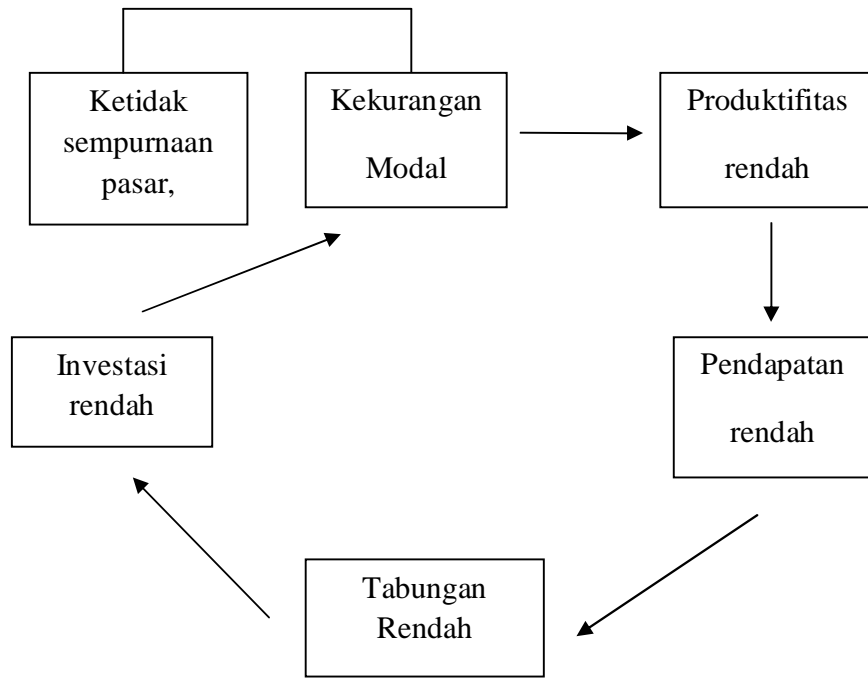 Ketidak
sempurnaan
pasar,
Kekurangan
Modal
Produktifitas
rendah
Investasi
rendah
Pendapatan
rendah
Tabungan
Rendah